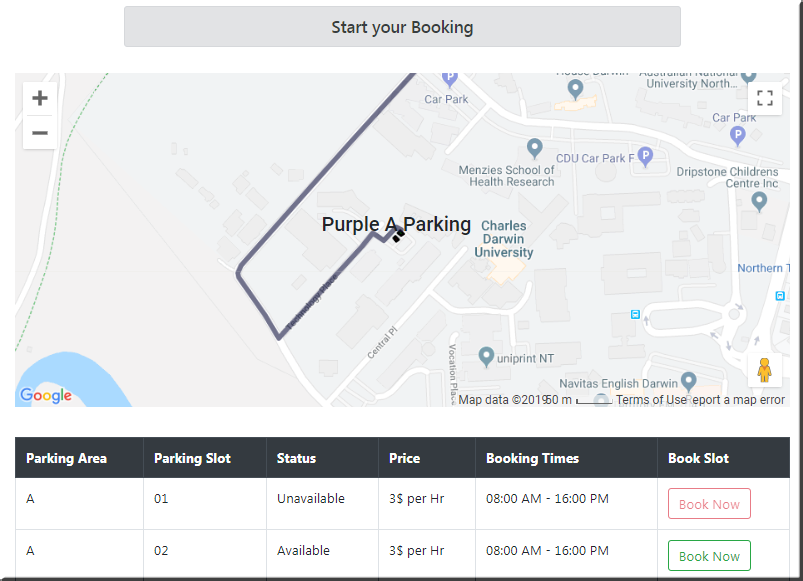 Start your Booking
+
−
Car Park
House Darwin
Australian National
University North...
Car Park
CDU Car Park F
Menzies School of
Health Research
Dripstone Childrens
Centre Inc
Purple A Parking
Charles
Darwin
University
Northern T
Technology Place
Central Pl
Vocation Place
uniprint NT
Navitas English Darwin
Google
Map data ©2019
50 m
Terms of Use
eport a map error
Parking Area Parking Slot Status Price Booking Times Book Slot
A 01 Unavailable 3$ per Hr 08:00 AM - 16:00 PM Book Now
A 02 Available 3$ per Hr 08:00 AM - 16:00 PM Book Now